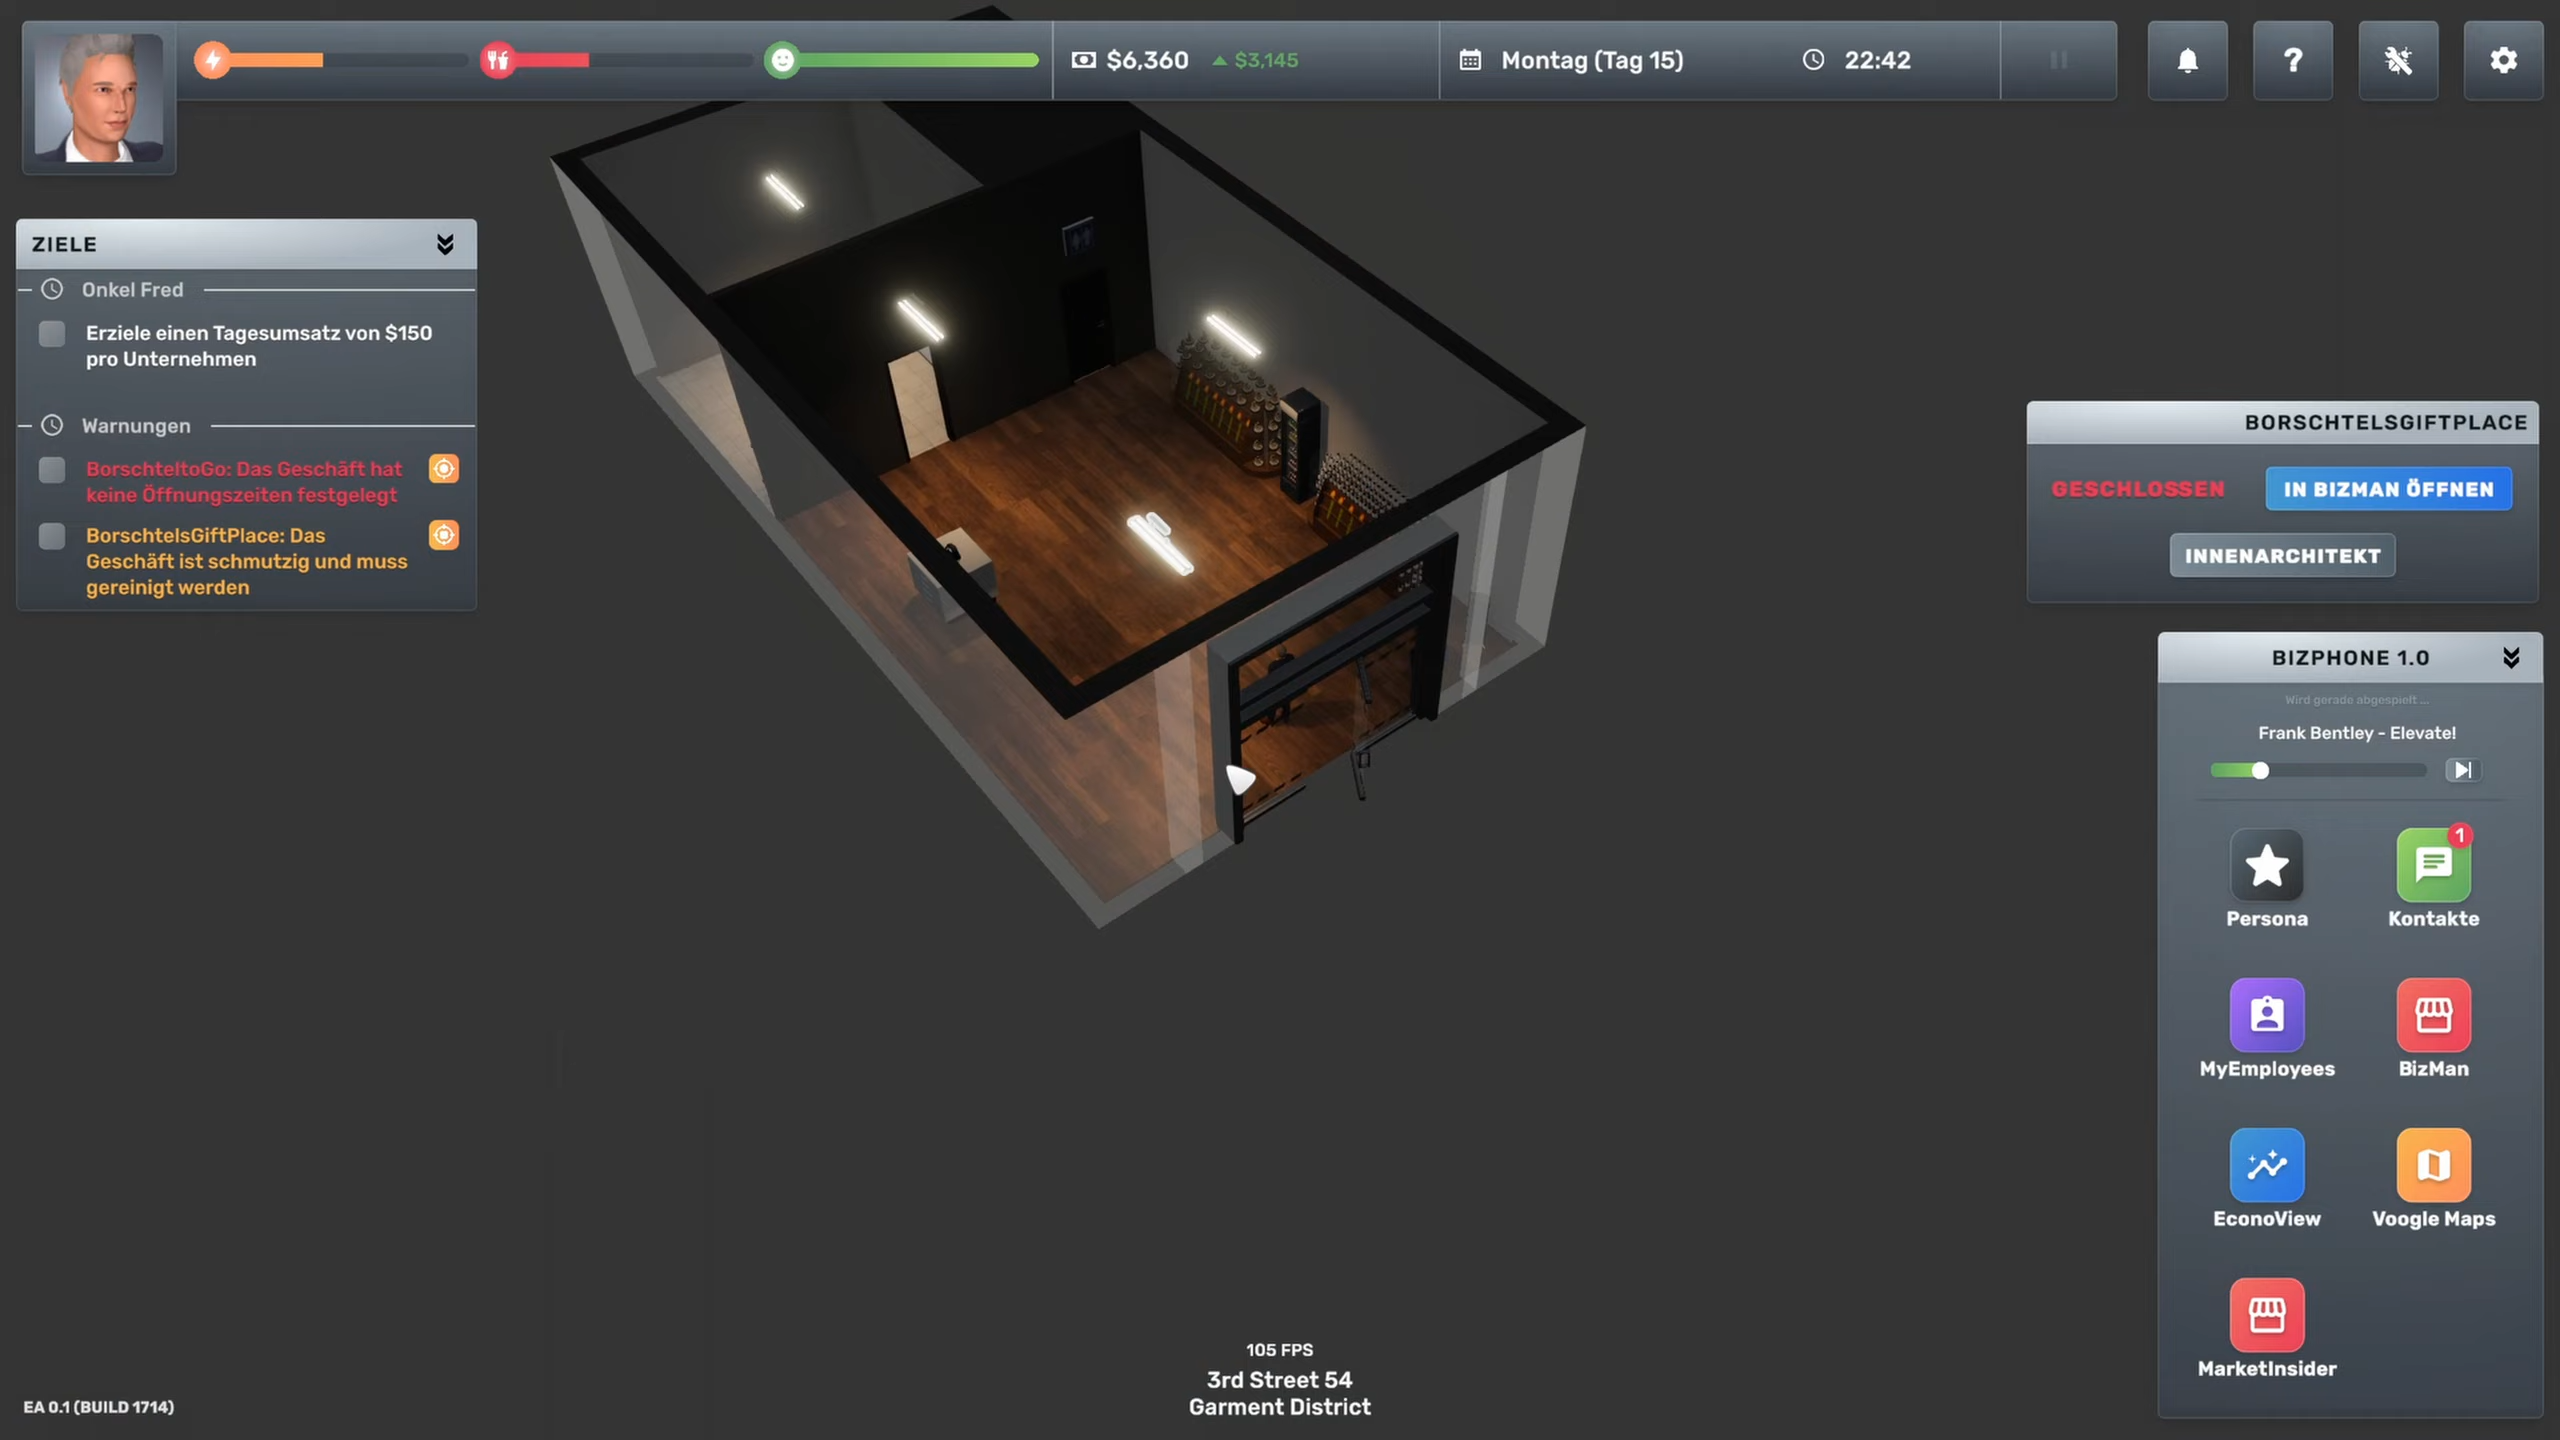 $6,360
$3,145
Montag (Tag 15)
22:42
?
ZIELE
Onkel Fred
Erziele einen Tagesumsatz von $150
pro Unternehmen
Warnungen
BorschteltoGo: Das Geschäft hat
keine Öffnungszeiten festgelegt
BorschtelsGiftPlace: Das
Geschäft ist schmutzig und muss
gereinigt werden
BORSCHTELSGIFTPLACE
GESCHLOSSEN
IN BIZMAN ÖFFNEN
INNENARCHITEKT
BIZPHONE 1.0
Wird gerade abgespielt ...
Frank Bentley - Elevate!
1
Persona
Kontakte
MyEmployees
BizMan
EconoView
Voogle Maps
MarketInsider
105 FPS
3rd Street 54
Garment District
EA 0.1 (BUILD 1714)